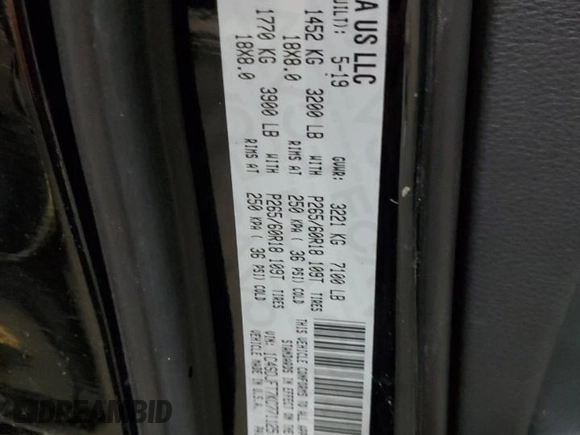 A US LLC
UILT): 5-19 GVWR: 3221 KG 7100 LB
1452 KG 3200 LB WITH P265/60R18 109T TIRES
18X8.0 RIMS AT 250 KPA ( 36 PSI) COLD
1770 KG 3900 LB WITH P265/60R18 109T TIRES
18X8.0 RIMS AT 250 KPA ( 36 PSI) COLD
THIS VEHICLE CONFORMS TO ALL
STANDARDS IN EFFECT ON THE
VIN:
VEHICLE MADE IN U.S.A. PA
DREAMBID